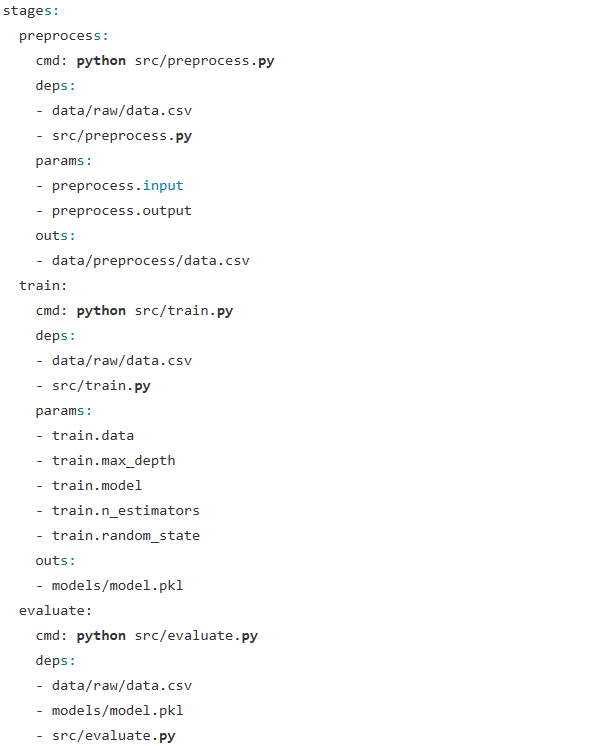 stages:
  preprocess:
    cmd: python src/preprocess.py
    deps:
    - data/raw/data.csv
    - src/preprocess.py
    params:
    - preprocess.input
    - preprocess.output
    outs:
    - data/preprocess/data.csv
  train:
    cmd: python src/train.py
    deps:
    - data/raw/data.csv
    - src/train.py
    params:
    - train.data
    - train.max_depth
    - train.model
    - train.n_estimators
    - train.random_state
    outs:
    - models/model.pkl
  evaluate:
    cmd: python src/evaluate.py
    deps:
    - data/raw/data.csv
    - models/model.pkl
    - src/evaluate.py